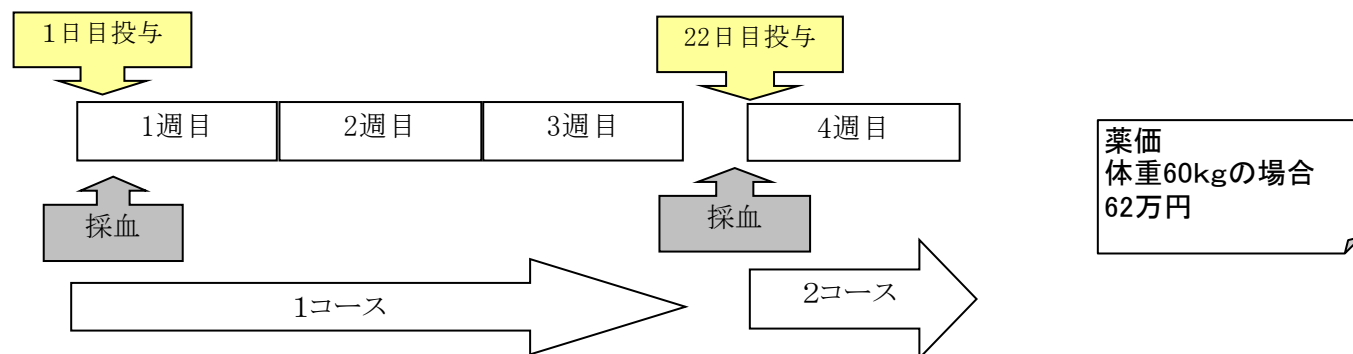 1日目投与
22日目投与
1週目
2週目
3週目
4週目
採血
採血
1コース
2コース
薬価
体重60kgの場合
62万円